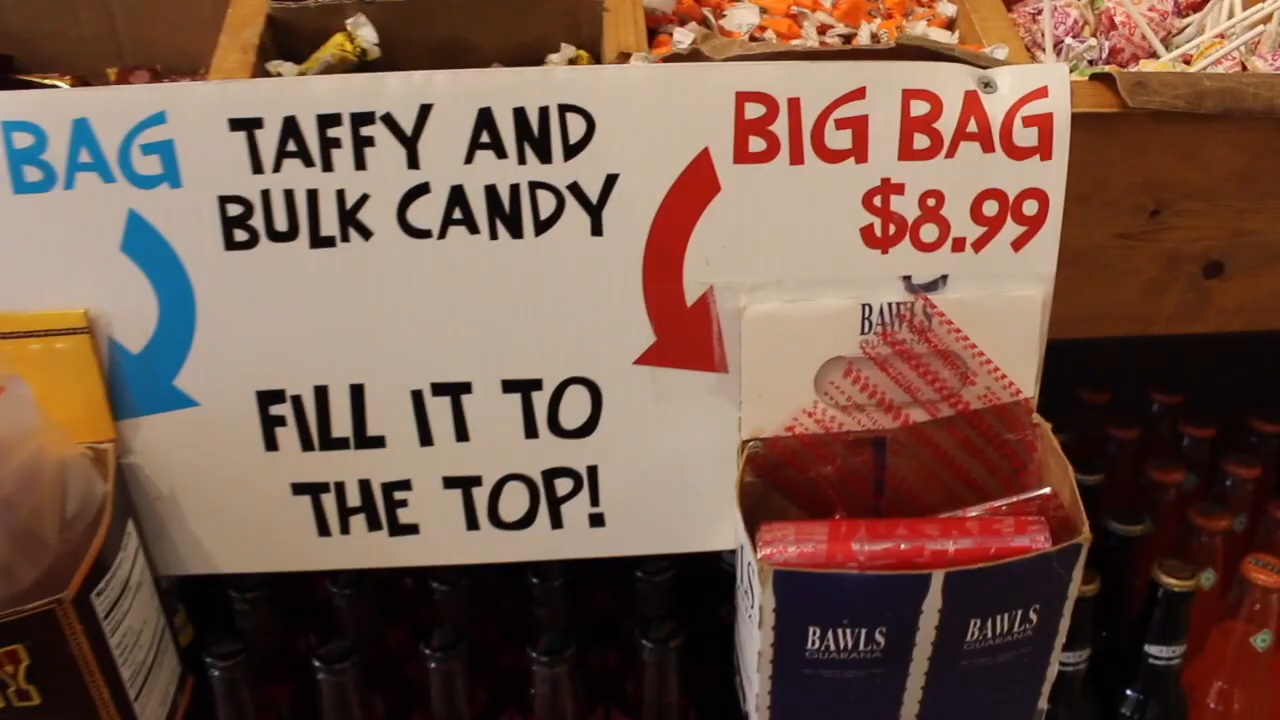 BAG
TAFFY AND
BULK CANDY
BIG BAG
$8.99
FILL IT TO
THE TOP!
BAWLS
GUARANA
BAWLS
GUARANA
BAWLS
GUARANA